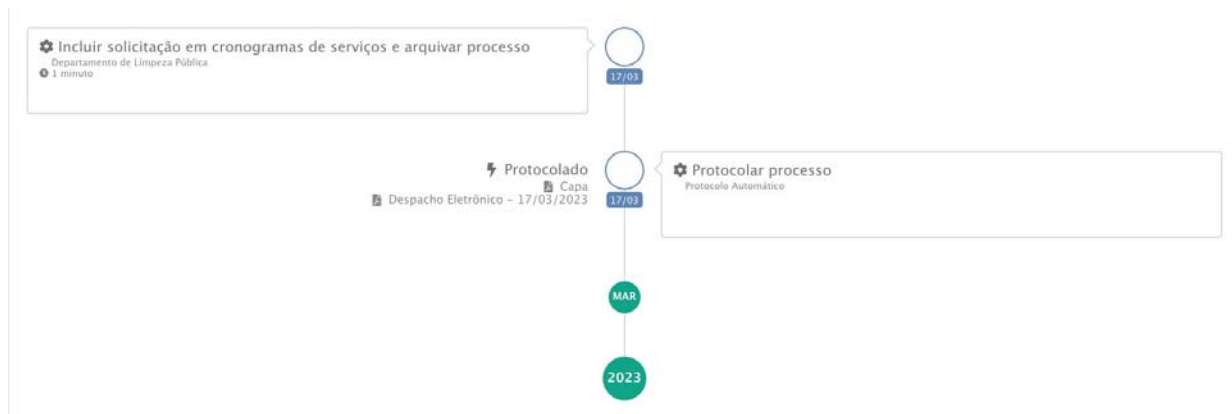 Incluir solicitação em cronogramas de serviços e arquivar processo
Departamento de Limpeza Pública
1 minuto
17/03
Protocolado
Capa
Despacho Eletrônico - 17/03/2023
17/03
Protocolar processo
Protocolo Automático
MAR
2023